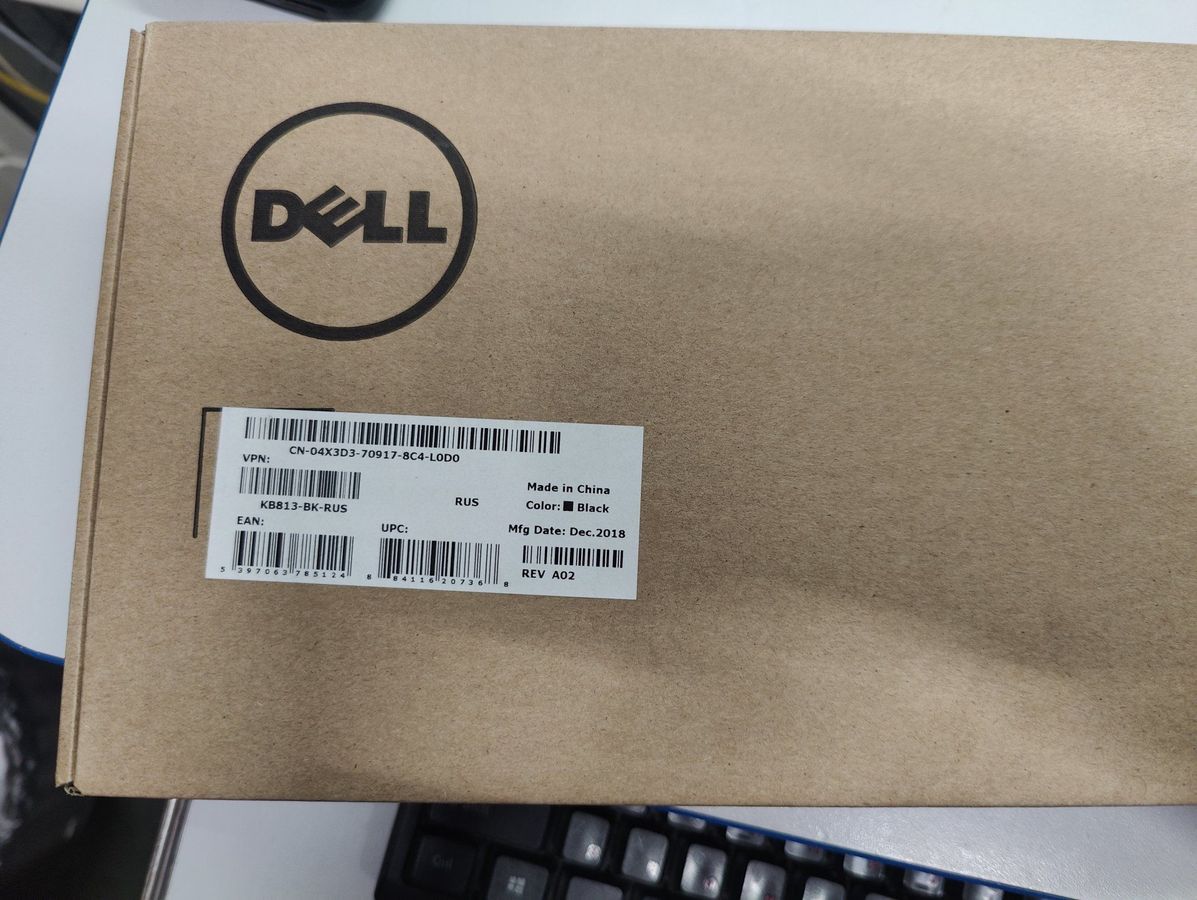 DELL
CN-04X3D3-70917-8C4-L0D0
VPN:
KB813-BK-RUS
RUS
Made in China
Color: Black
EAN:
UPC:
Mfg Date: Dec.2018
5 397063 785124
8 84116 20736 8
REV A02
Ctrl